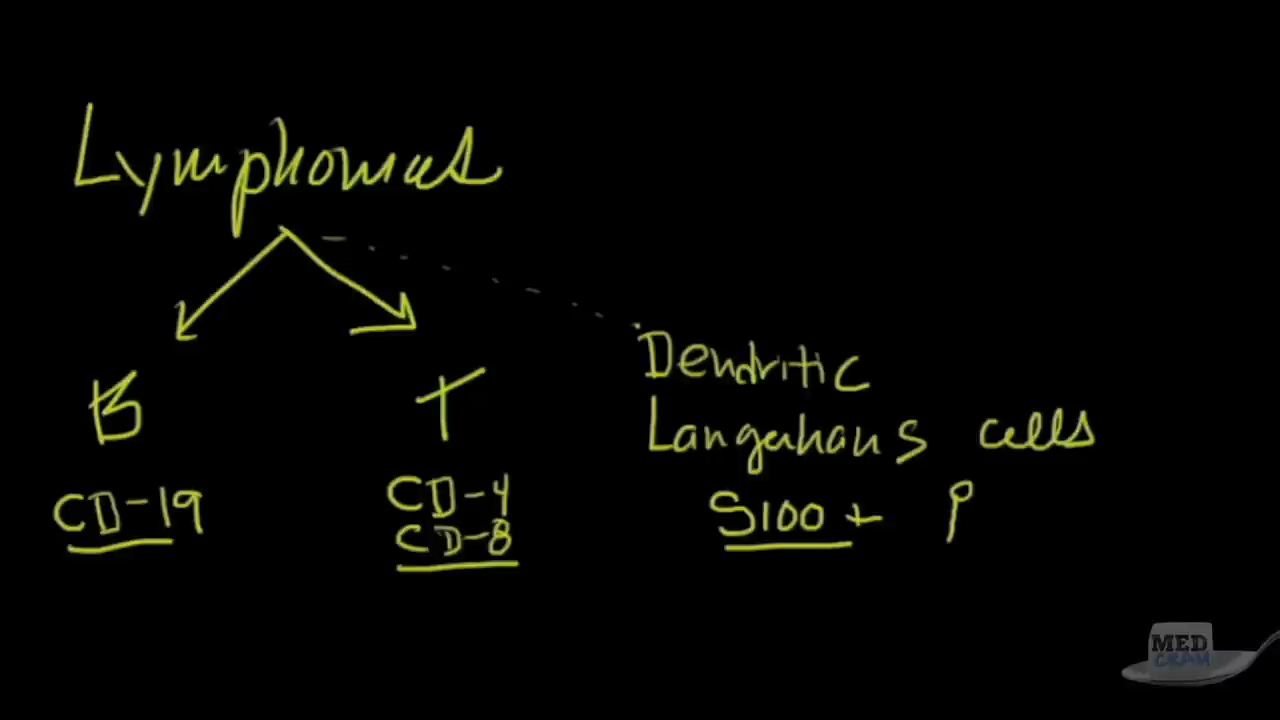 Lymphomas
B
T
Dendritic
Langerhans cells
CD-19
CD-4
CD-8
S100+ P
MED
CRAM